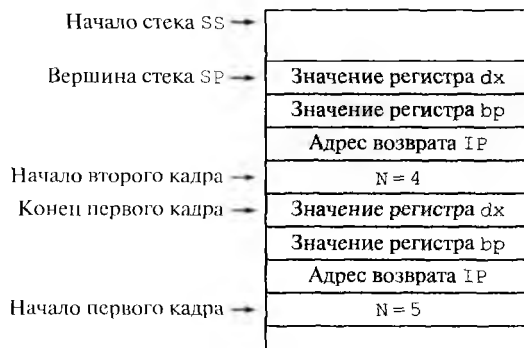 Начало стека SS
Вершина стека SP
Значение регистра dx
Значение регистра bp
Адрес возврата IP
Начало второго кадра
N = 4
Конец первого кадра
Значение регистра dx
Значение регистра bp
Адрес возврата IP
Начало первого кадра
N = 5